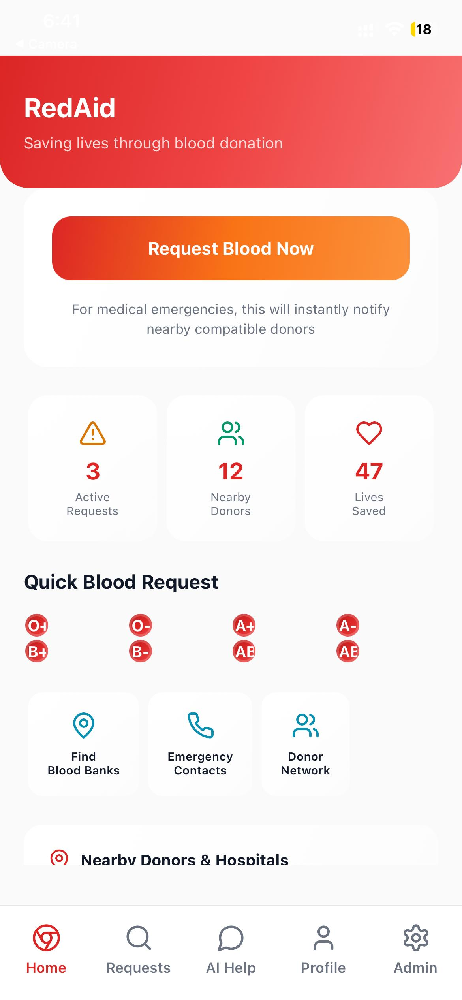 6:41
18
◀ Camera
RedAid
Saving lives through blood donation
Request Blood Now
For medical emergencies, this will instantly notify
nearby compatible donors
3
12
47
Active
Requests
Nearby
Donors
Lives
Saved
Quick Blood Request
O+
O-
A+
A-
B+
B-
AB
AB
Find
Blood Banks
Emergency
Contacts
Donor
Network
Nearby Donors & Hospitals
Home
Requests
AI Help
Profile
Admin